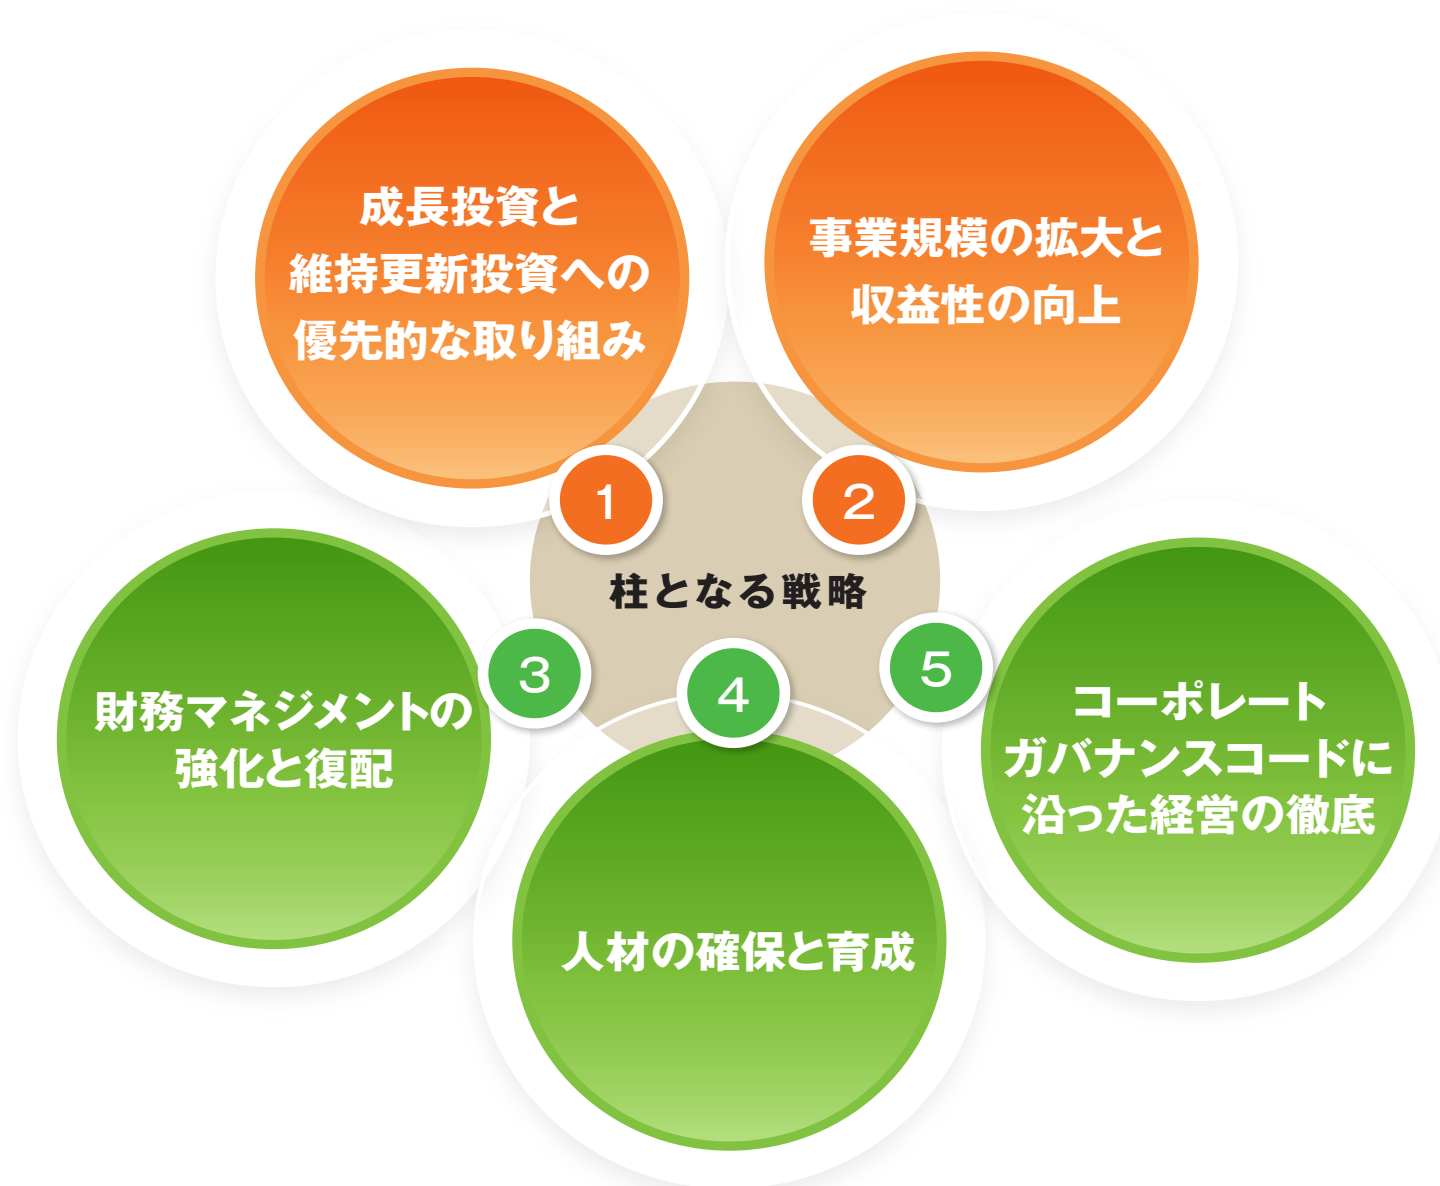 成長投資と
維持更新投資への
優先的な取り組み
1
事業規模の拡大と
収益性の向上
2
柱となる戦略
財務マネジメントの
強化と復配
3
人材の確保と育成
4
コーポレート
ガバナンスコードに
沿った経営の徹底
5